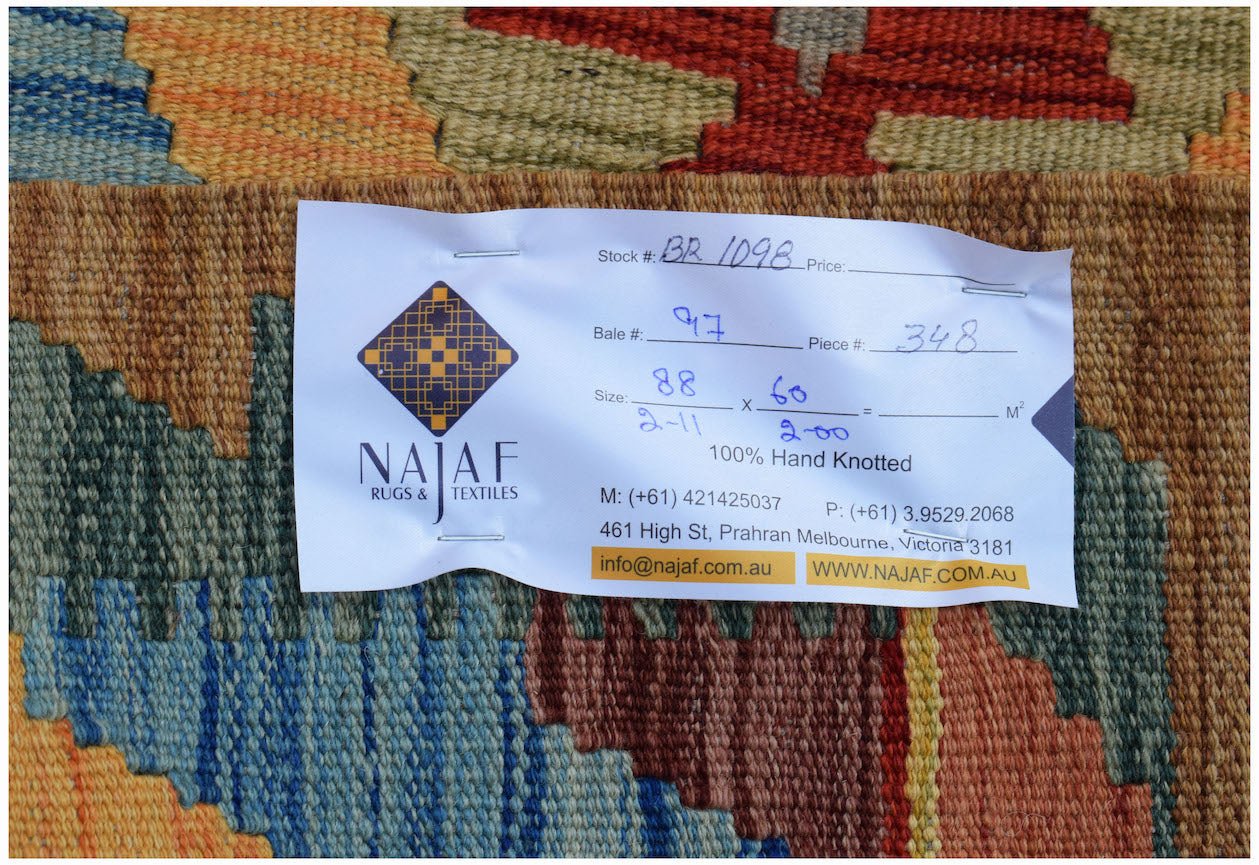 NAJAF
RUGS & TEXTILES
Stock #: BR 1098 Price:
Bale #: 97 Piece #: 348
Size: 88 X 60 = M²
2-11 2-00
100% Hand Knotted
M: (+61) 421425037 P: (+61) 3.9529.2068
461 High St, Prahran Melbourne, Victoria 3181
info@najaf.com.au WWW.NAJAF.COM.AU